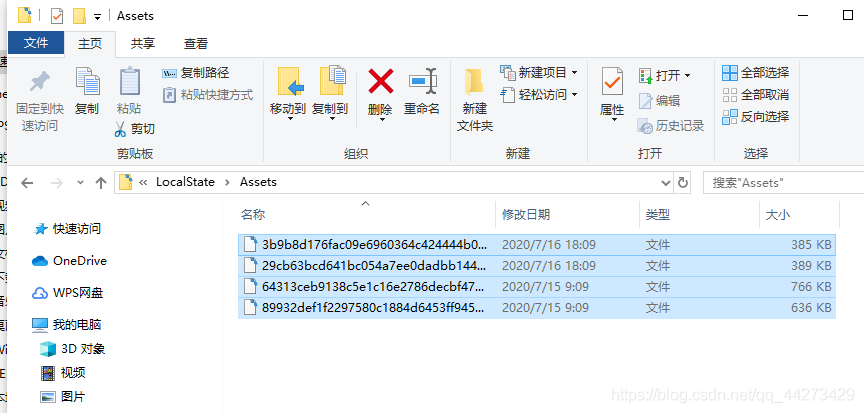 Assets
文件 主页 共享 查看
固定到快速访问
复制
粘贴
复制路径
粘贴快捷方式
剪切
剪贴板
移动到 复制到 删除 重命名
组织
新建文件夹
新建项目
轻松访问
新建
属性
打开
编辑
历史记录
打开
全部选择
全部取消
反向选择
选择
« LocalState › Assets
搜索"Assets"
名称 修改日期 类型 大小
3b9b8d176fac09e6960364c424444b0... 2020/7/16 18:09 文件 385 KB
29cb63bcd641bc054a7ee0dadbb144... 2020/7/16 18:09 文件 389 KB
64313ceb9138c5e1c16e2786decbf47... 2020/7/15 9:09 文件 766 KB
89932def1f2297580c1884d6453ff945... 2020/7/15 9:09 文件 636 KB
快速访问
OneDrive
WPS网盘
我的电脑
3D 对象
视频
图片
https://blog.csdn.net/qq_44273429